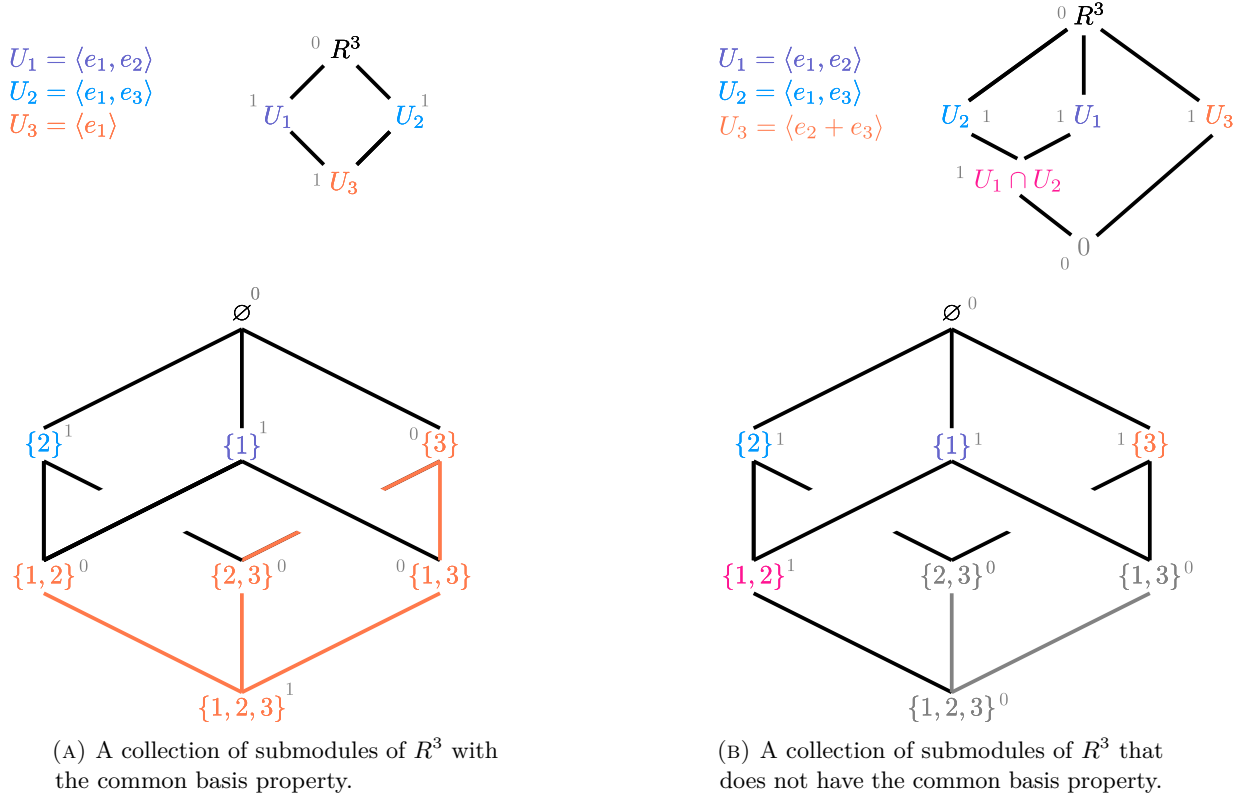 0 R³
U₁ = ⟨e₁, e₂⟩
U₂ = ⟨e₁, e₃⟩
U₃ = ⟨e₁⟩
1 U₁ U₂ 1
1 U₃
∅ 0
{2} 1 {1} 1 0 {3}
{1, 2} 0 {2, 3} 0 0 {1, 3}
{1, 2, 3} 1
(A) A collection of submodules of R³ with
the common basis property.
0 R³
U₁ = ⟨e₁, e₂⟩
U₂ = ⟨e₁, e₃⟩
U₃ = ⟨e₂ + e₃⟩
U₂ 1 1 U₁ 1 U₃
1 U₁ ∩ U₂
0
0
∅ 0
{2} 1 {1} 1 1 {3}
{1, 2} 1 {2, 3} 0 {1, 3} 0
{1, 2, 3} 0
(B) A collection of submodules of R³ that
does not have the common basis property.